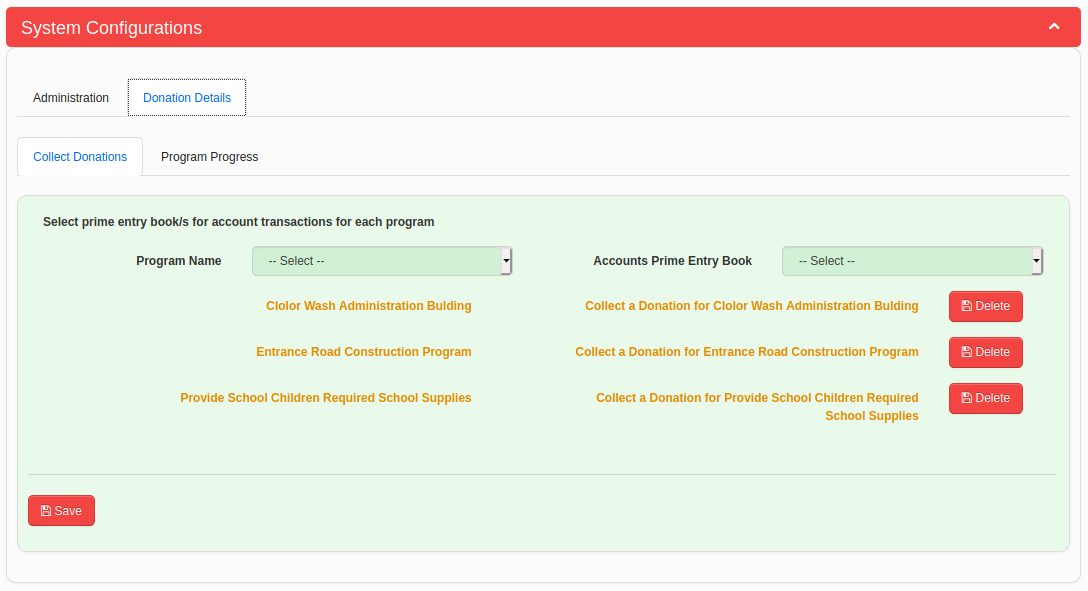 System Configurations
Administration
Donation Details
Collect Donations
Program Progress
Select prime entry book/s for account transactions for each program
Program Name
-- Select --
Accounts Prime Entry Book
-- Select --
Clolor Wash Administration Bulding
Collect a Donation for Clolor Wash Administration Bulding
Delete
Entrance Road Construction Program
Collect a Donation for Entrance Road Construction Program
Delete
Provide School Children Required School Supplies
Collect a Donation for Provide School Children Required
School Supplies
Delete
Save